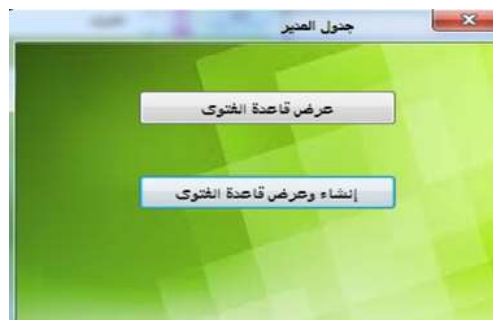 جدول المدير
عرض قاعدة الفتوى
إنشاء وعرض قاعدة الفتوى